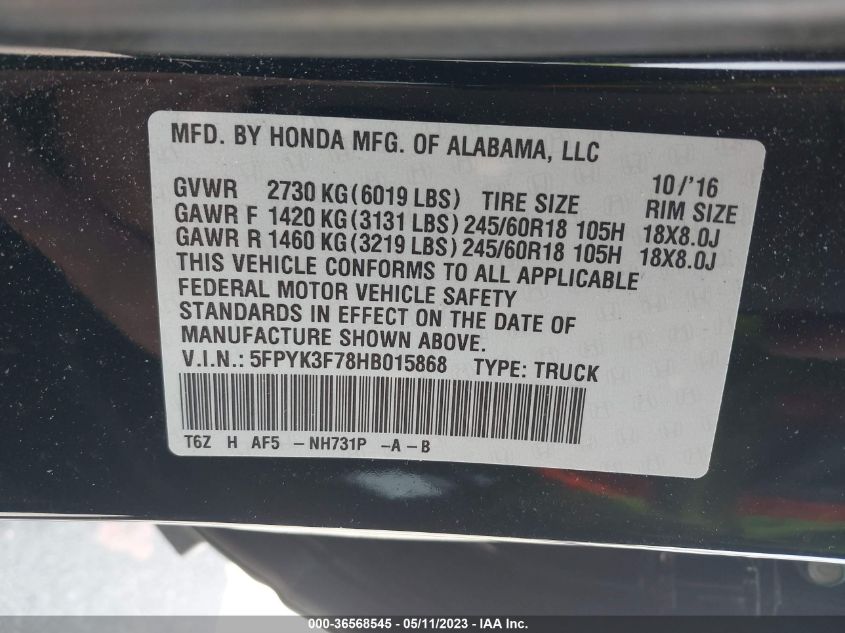 MFD. BY HONDA MFG. OF ALABAMA, LLC
10/'16
GVWR 2730 KG(6019 LBS) TIRE SIZE RIM SIZE
GAWR F 1420 KG(3131 LBS) 245/60R18 105H 18X8.0J
GAWR R 1460 KG(3219 LBS) 245/60R18 105H 18X8.0J
THIS VEHICLE CONFORMS TO ALL APPLICABLE
FEDERAL MOTOR VEHICLE SAFETY
STANDARDS IN EFFECT ON THE DATE OF
MANUFACTURE SHOWN ABOVE.
V.I.N.: 5FPYK3F78HB015868 TYPE: TRUCK
T6Z H AF5 -NH731P -A-B
000-36568545 - 05/11/2023 - IAA Inc.